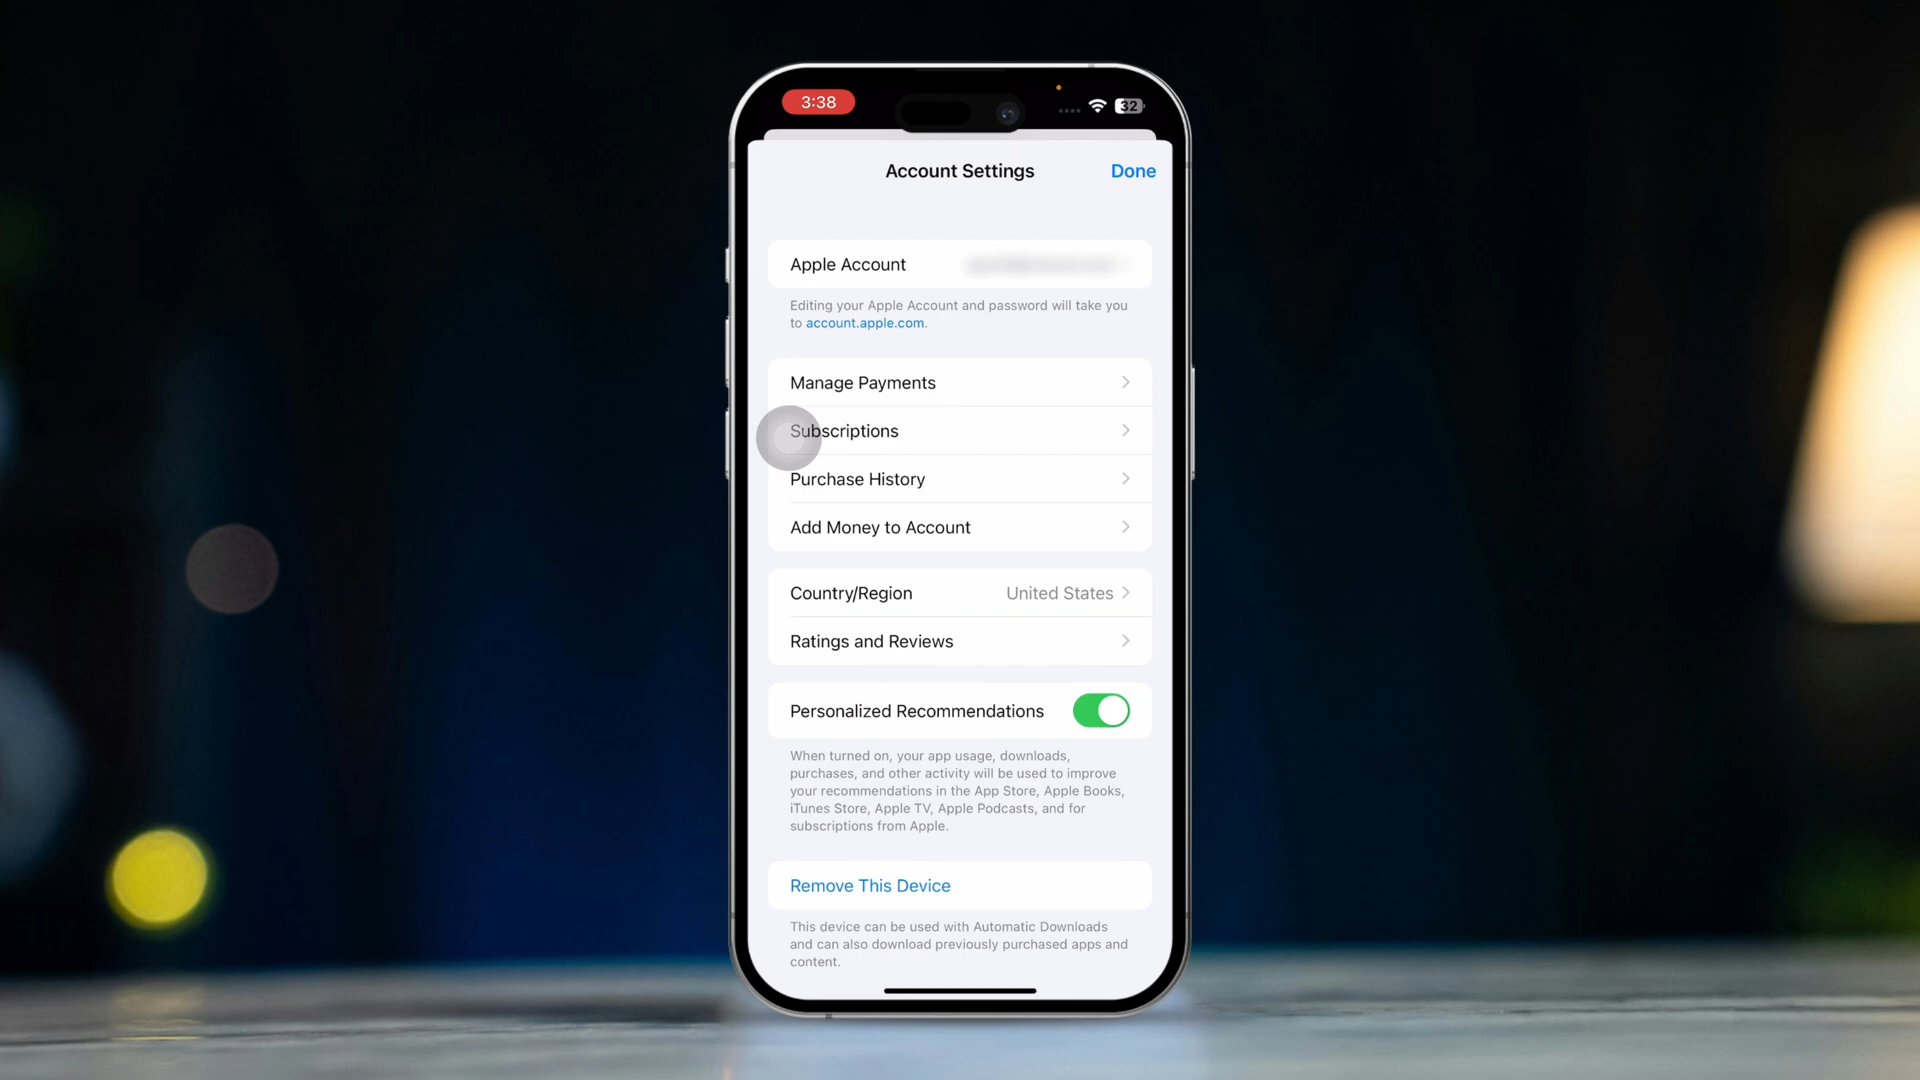 3:38
32
Account Settings
Done
Apple Account
Editing your Apple Account and password will take you
to account.apple.com.
Manage Payments
Subscriptions
Purchase History
Add Money to Account
Country/Region United States
Ratings and Reviews
Personalized Recommendations
When turned on, your app usage, downloads,
purchases, and other activity will be used to improve
your recommendations in the App Store, Apple Books,
iTunes Store, Apple TV, Apple Podcasts, and for
subscriptions from Apple.
Remove This Device
This device can be used with Automatic Downloads
and can also download previously purchased apps and
content.